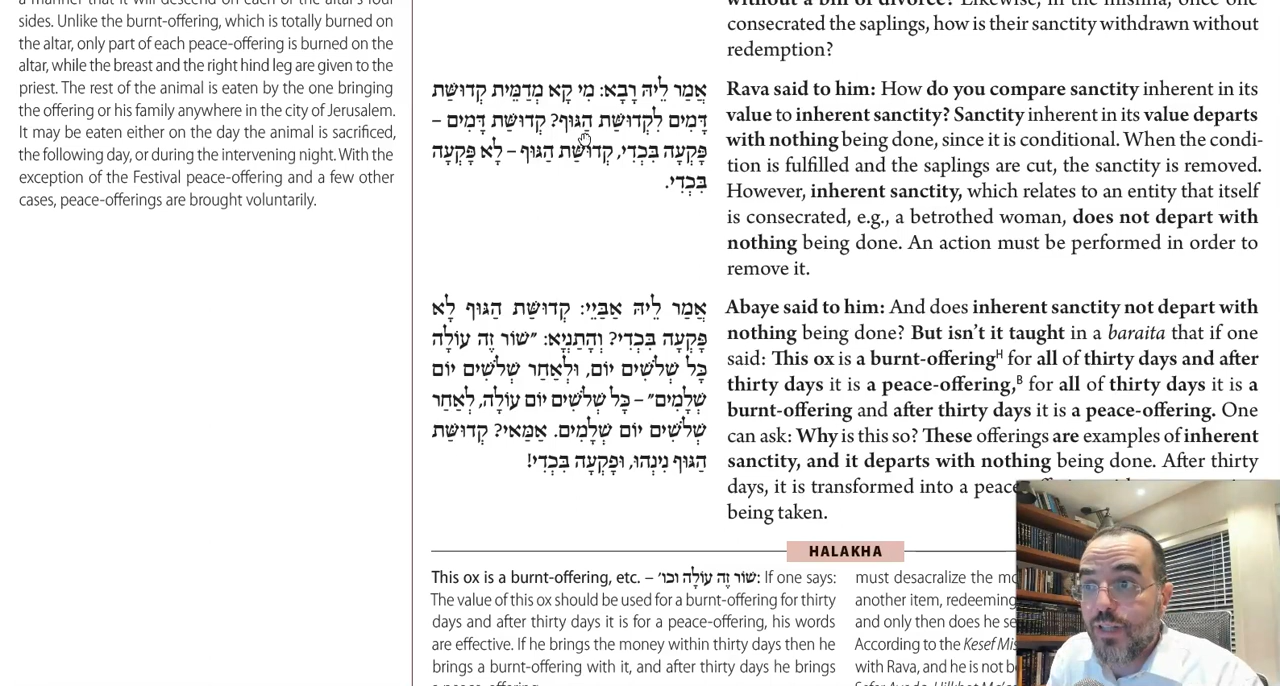 a manner that it will descend on each of the altar's four
sides. Unlike the burnt-offering, which is totally burned on
the altar, only part of each peace-offering is burned on the
altar, while the breast and the right hind leg are given to the
priest. The rest of the animal is eaten by the one bringing
the offering or his family anywhere in the city of Jerusalem.
It may be eaten either on the day the animal is sacrificed,
the following day, or during the intervening night. With the
exception of the Festival peace-offering and a few other
cases, peace-offerings are brought voluntarily.
without a bill of divorce? Likewise, in the mishna, once one
consecrated the saplings, how is their sanctity withdrawn without
redemption?
אֲמַר לֵיהּ רָבָא: מִי קָא מְדַמֵּית קְדוּשַּׁת
דָּמִים לִקְדוּשַּׁת הַגּוּף? קְדוּשַּׁת דָּמִים –
פָּקְעָה בִּכְדִי, קְדוּשַּׁת הַגּוּף – לָא פָּקְעָה
בִּכְדִי.
Rava said to him: How do you compare sanctity inherent in its
value to inherent sanctity? Sanctity inherent in its value departs
with nothing being done, since it is conditional. When the condi-
tion is fulfilled and the saplings are cut, the sanctity is removed.
However, inherent sanctity, which relates to an entity that itself
is consecrated, e.g., a betrothed woman, does not depart with
nothing being done. An action must be performed in order to
remove it.
אֲמַר לֵיהּ אַבַּיֵי: קְדוּשַּׁת הַגּוּף לָא
פָּקְעָה בִּכְדִי? וְהָתַנְיָא: ״שׁוֹר זֶה עוֹלָה
כׇּל שְׁלֹשִׁים יוֹם, וּלְאַחַר שְׁלֹשִׁים יוֹם
שְׁלָמִים״ – כׇּל שְׁלֹשִׁים יוֹם עוֹלָה, לְאַחַר
שְׁלֹשִׁים יוֹם שְׁלָמִים. אַמַּאי? קְדוּשַּׁת
הַגּוּף נִינְהוּ, וּפָקְעָה בִּכְדִי!
Abaye said to him: And does inherent sanctity not depart with
nothing being done? But isn't it taught in a baraita that if one
said: This ox is a burnt-offeringᴴ for all of thirty days and after
thirty days it is a peace-offering,ᴮ for all of thirty days it is a
burnt-offering and after thirty days it is a peace-offering. One
can ask: Why is this so? These offerings are examples of inherent
sanctity, and it departs with nothing being done. After thirty
days, it is transformed into a
being taken.
HALAKHA
This ox is a burnt-offering, etc. – שׁוֹר זֶה עוֹלָה וכו׳: If one says:
The value of this ox should be used for a burnt-offering for thirty
days and after thirty days it is for a peace-offering, his words
are effective. If he brings the money within thirty days then he
brings a burnt-offering with it, and after thirty days he brings
a peace-offering.
must desacralize the
another item, redeeming
and only then does he
According to the Kesef
with Rava, and he is not